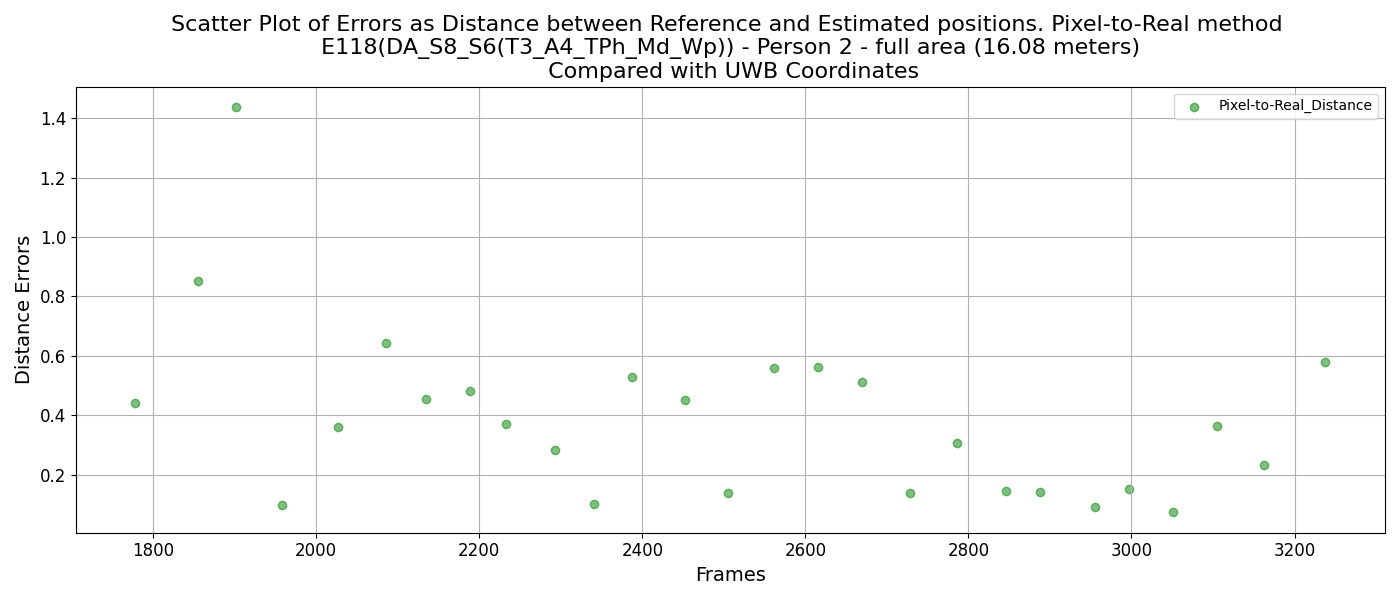 Scatter Plot of Errors as Distance between Reference and Estimated positions. Pixel-to-Real method
E118(DA_S8_S6(T3_A4_TPh_Md_Wp)) - Person 2 - full area (16.08 meters)
Compared with UWB Coordinates
Pixel-to-Real_Distance
Distance Errors
1.4
1.2
1.0
0.8
0.6
0.4
0.2
1800 2000 2200 2400 2600 2800 3000 3200
Frames